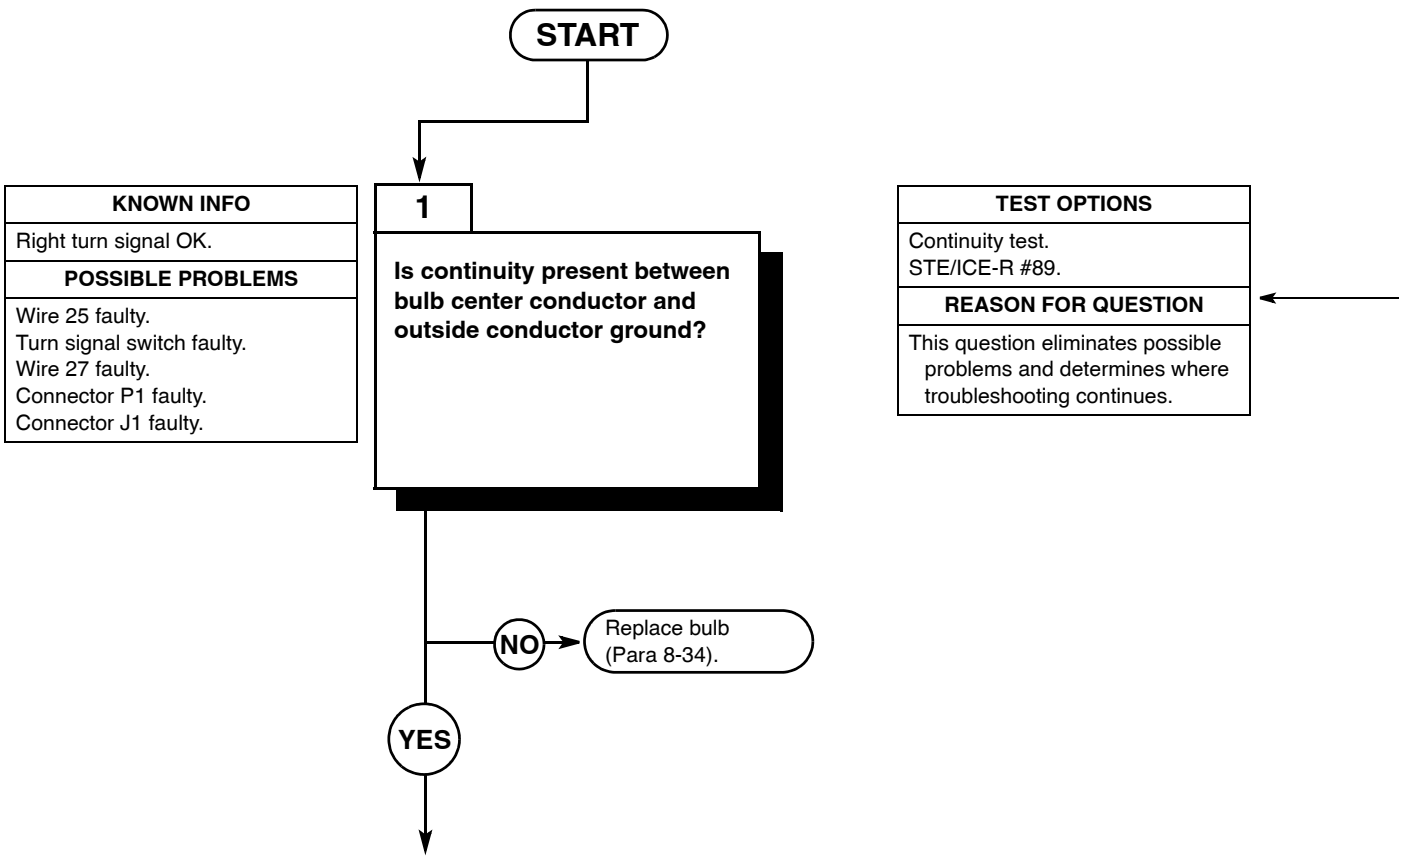 START
KNOWN INFO
Right turn signal OK.
POSSIBLE PROBLEMS
Wire 25 faulty.
Turn signal switch faulty.
Wire 27 faulty.
Connector P1 faulty.
Connector J1 faulty.
1
Is continuity present between
bulb center conductor and
outside conductor ground?
TEST OPTIONS
Continuity test.
STE/ICE-R #89.
REASON FOR QUESTION
This question eliminates possible
problems and determines where
troubleshooting continues.
NO
Replace bulb
(Para 8-34).
YES